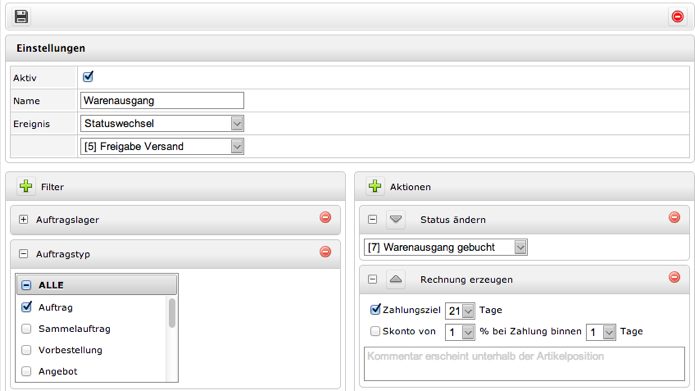 Einstellungen
Aktiv
Name Warenausgang
Ereignis Statuswechsel
[5] Freigabe Versand
Filter
Auftragslager
Auftragstyp
ALLE
Auftrag
Sammelauftrag
Vorbestellung
Angebot
Aktionen
Status ändern
[7] Warenausgang gebucht
Rechnung erzeugen
Zahlungsziel 21 Tage
Skonto von 1 % bei Zahlung binnen 1 Tage
Kommentar erscheint unterhalb der Artikelposition